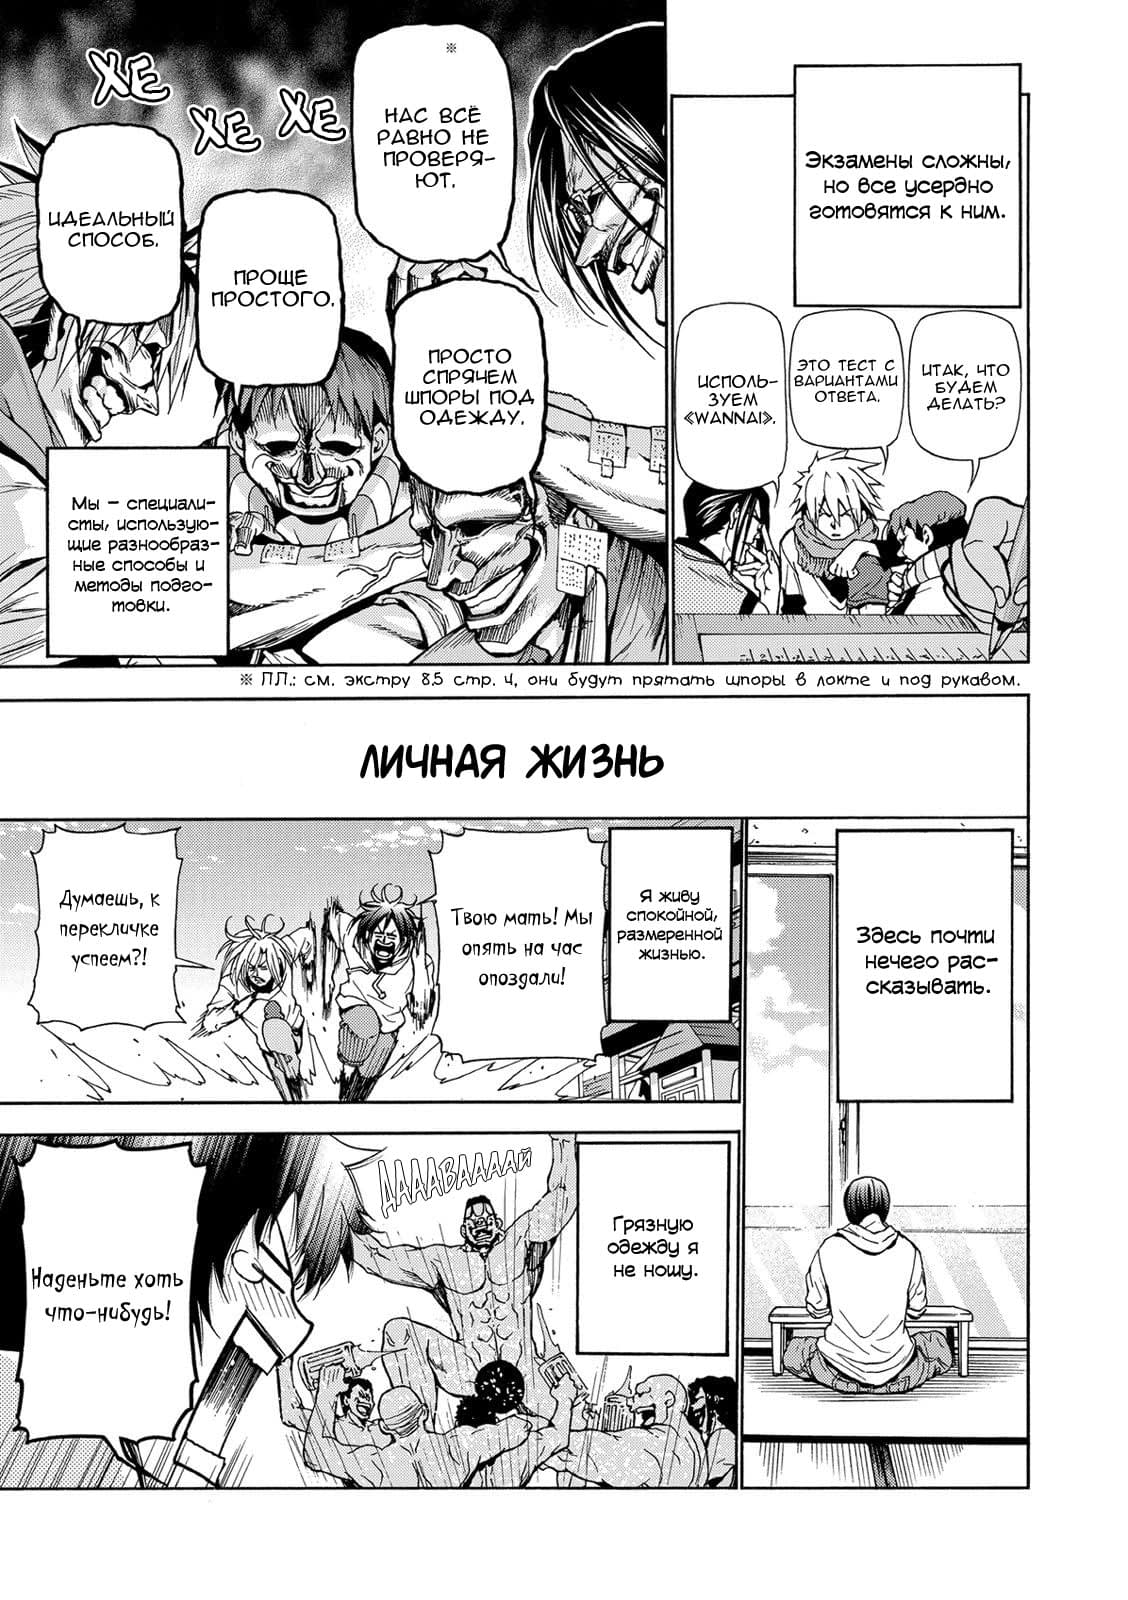 Экзамены сложны,
но все усердно
готовятся к ним.
Итак, что
будем
делать?
Это тест с
вариантами
ответа.
Исполь-
зуем
«WANNAI».
※
Нас всё
равно не
проверя-
ют.
Просто
спрячем
шпоры под
одежду.
Проще
простого.
Идеальный
способ.
ХЕ
ХЕ
ХЕ
Мы – специали-
сты, использую-
щие разнообраз-
ные способы и
методы подго-
товки.
※ П.П.: см. экстру 8.5 стр. 4, они будут прятать шпоры в локте и под рукавом.
ЛИЧНАЯ ЖИЗНЬ
Здесь почти
нечего рас-
сказывать.
Я живу
спокойной,
размеренной
жизнью.
Твою мать! Мы
опять на час
опоздали!
Думаешь, к
перекличке
успеем?!
Грязную
одежду я
не ношу.
ДАААВАААААЙ
Наденьте хоть
что-нибудь!